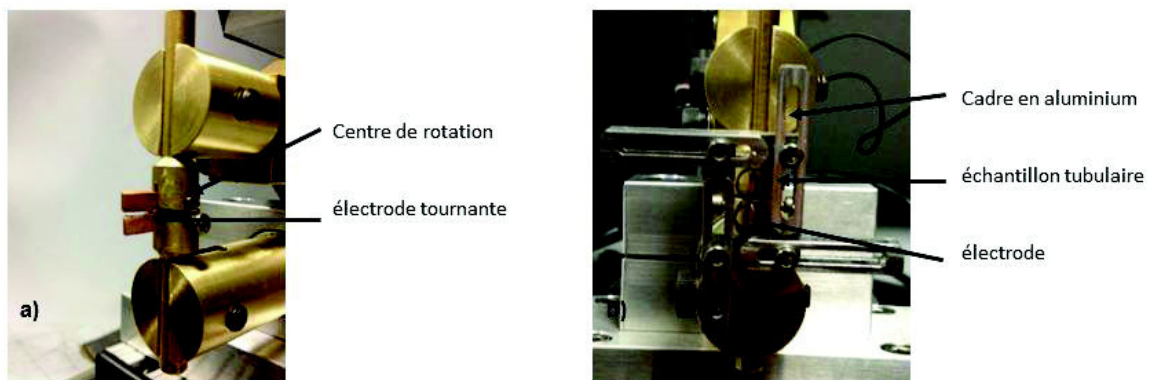 Centre de rotation
électrode tournante
a)
Cadre en aluminium
échantillon tubulaire
électrode